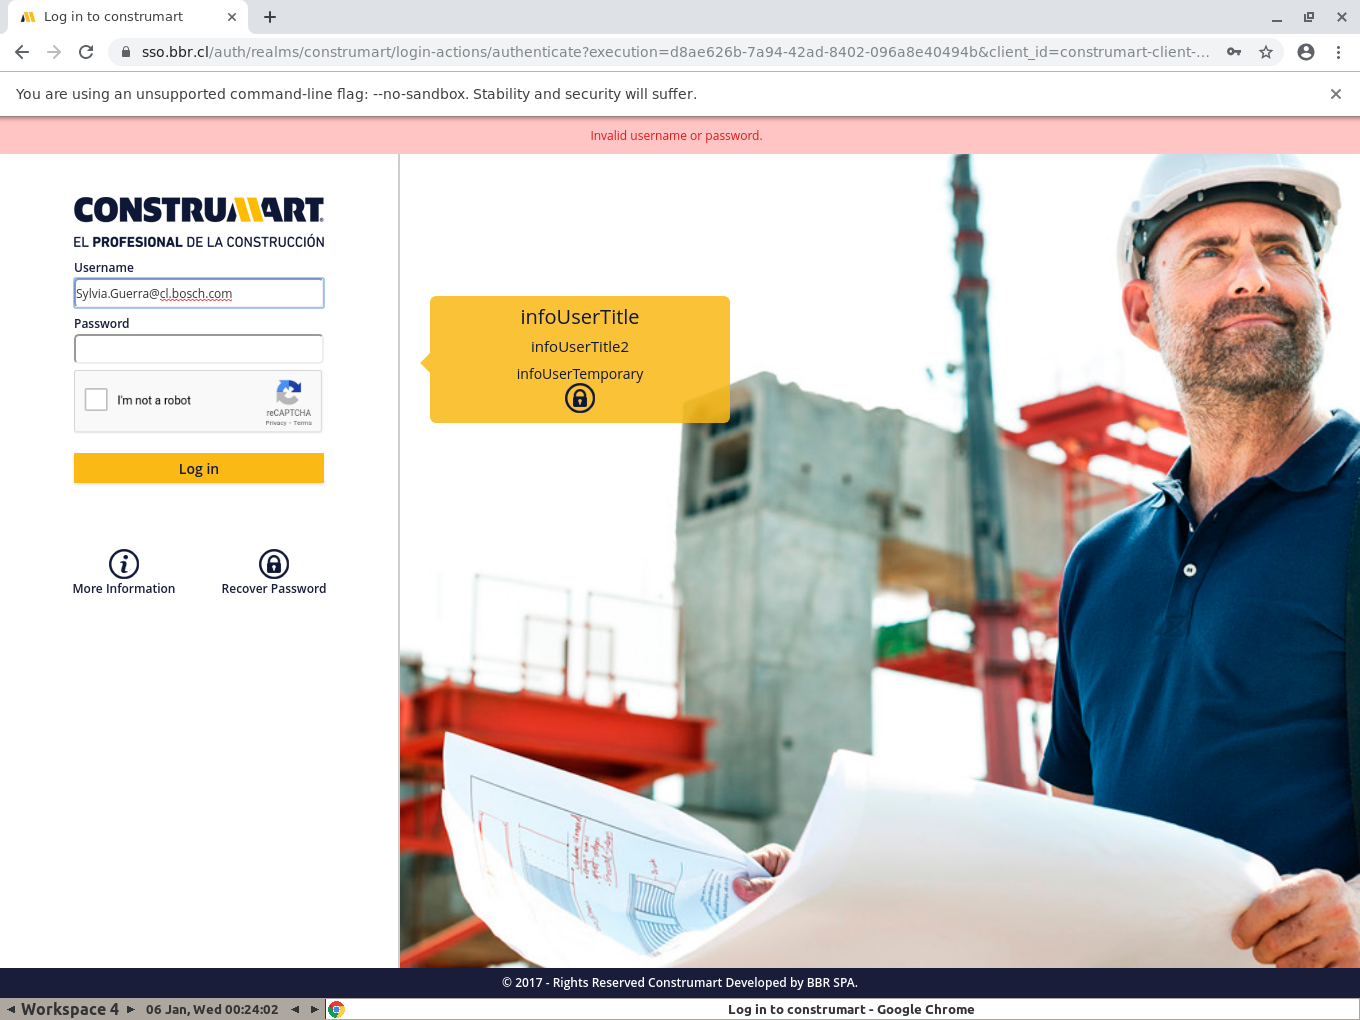 Log in to construmart
sso.bbr.cl/auth/realms/construmart/login-actions/authenticate?execution=d8ae626b-7a94-42ad-8402-096a8e40494b&client_id=construmart-client-...
You are using an unsupported command-line flag: --no-sandbox. Stability and security will suffer.
Invalid username or password.
CONSTRUMART
EL PROFESIONAL DE LA CONSTRUCCIÓN
Username
Sylvia.Guerra@cl.bosch.com
Password
I'm not a robot
reCAPTCHA
Privacy - Terms
Log in
More Information
Recover Password
infoUserTitle
infoUserTitle2
infoUserTemporary
© 2017 - Rights Reserved Construmart Developed by BBR SPA.
Workspace 4
06 Jan, Wed 00:24:02
Log in to construmart - Google Chrome